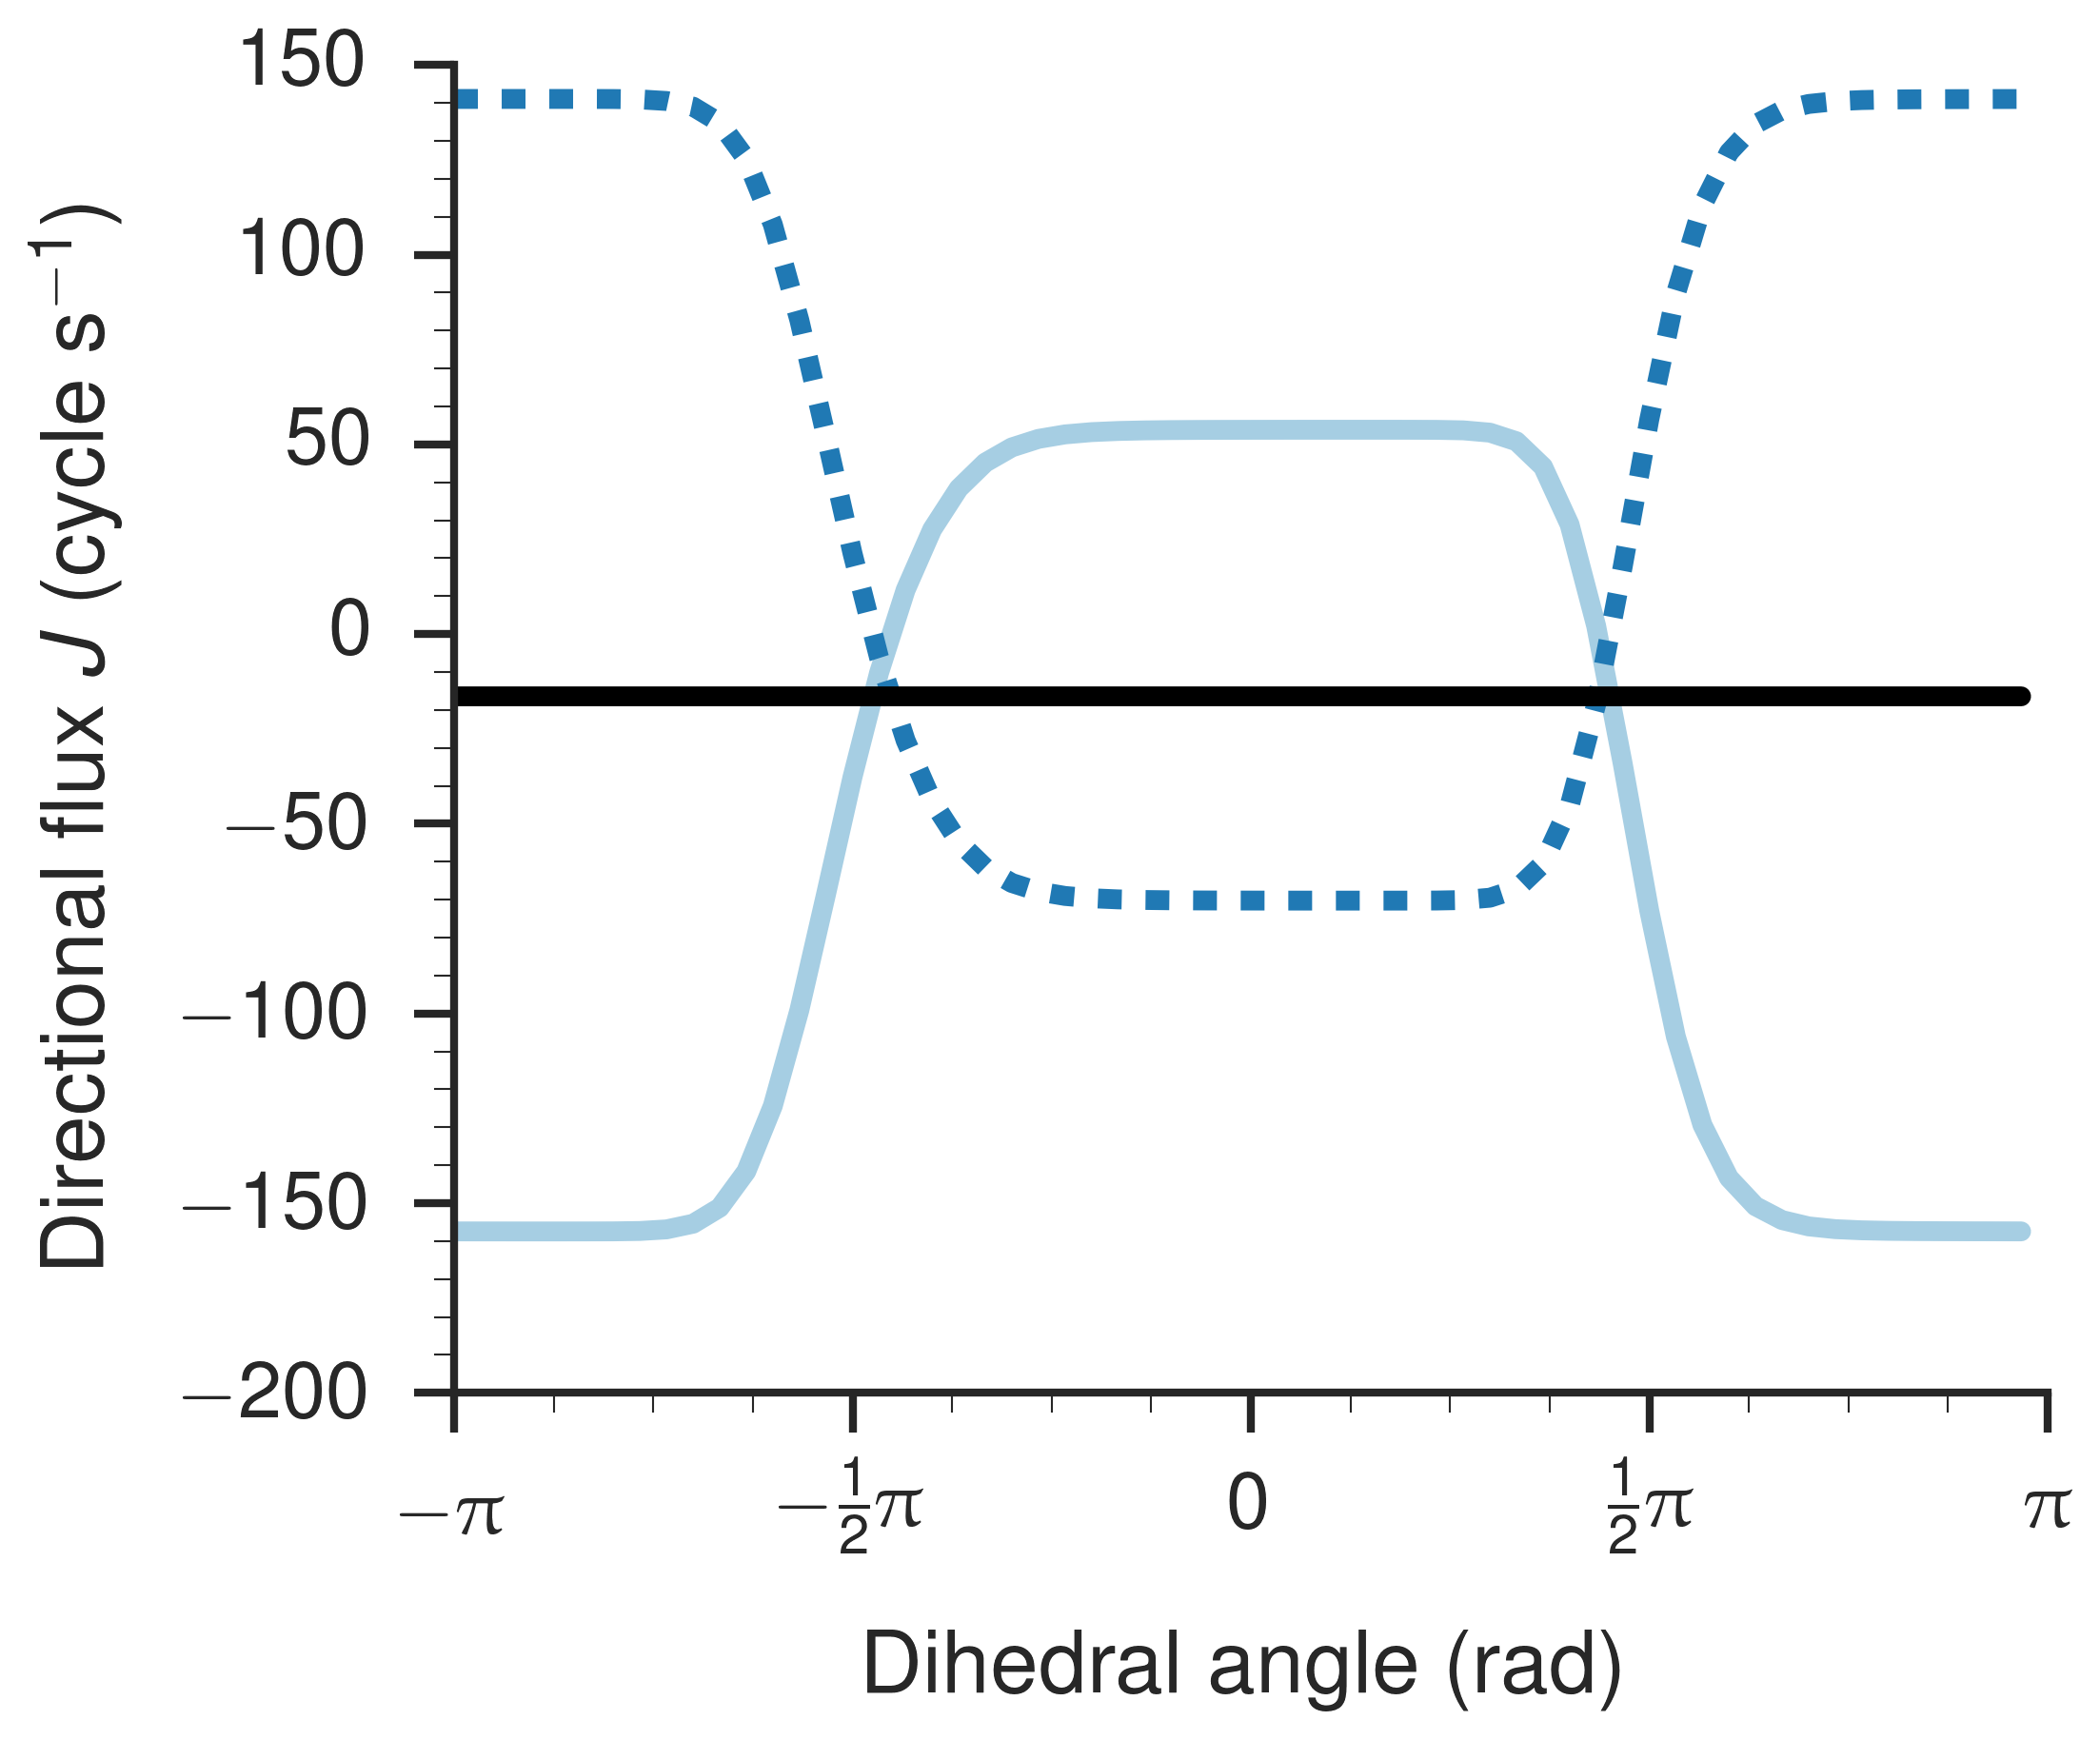 Directional flux J (cycle s⁻¹)
150
100
50
0
−50
−100
−150
−200
−π
−½π
0
½π
π
Dihedral angle (rad)